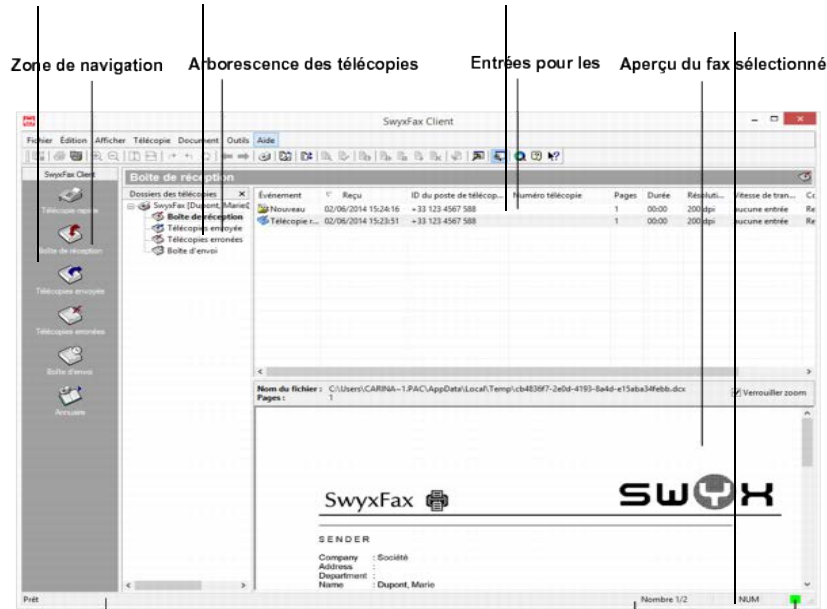 Zone de navigation Arborescence des télécopies Entrées pour les Aperçu du fax sélectionné
SwyxFax Client
Fichier Édition Afficher Télécopie Document Outils Aide
SwyxFax Client
Boîte de réception
Télécopie rapide
Boîte de réception
Télécopies envoyée
Télécopies erronées
Boîte d'envoi
Annuaire
Dossiers des télécopies
SwyxFax [Dupont, Marie[
Boîte de réception
Télécopies envoyée
Télécopies erronées
Boîte d'envoi
Événement Reçu ID du poste de télécop... Numéro télécopie Pages Durée Résoluti... Vitesse de tran... Cc
Nouveau 02/06/2014 15:24:16 +33 123 4567 588 1 00:00 200 dpi aucune entrée Re
Télécopie r... 02/06/2014 15:23:51 +33 123 4567 588 1 00:00 200 dpi aucune entrée Re
Nom du fichier : C:\Users\CARINA~1.PAC\AppData\Local\Temp\cb4836f7-2e0d-4193-8a4d-e15aba34febb.dcx
Verrouiller zoom
Pages : 1
SwyxFax
SWYX
SENDER
Company : Société
Address :
Department :
Name : Dupont, Marie
Prêt Nombre 1/2 NUM